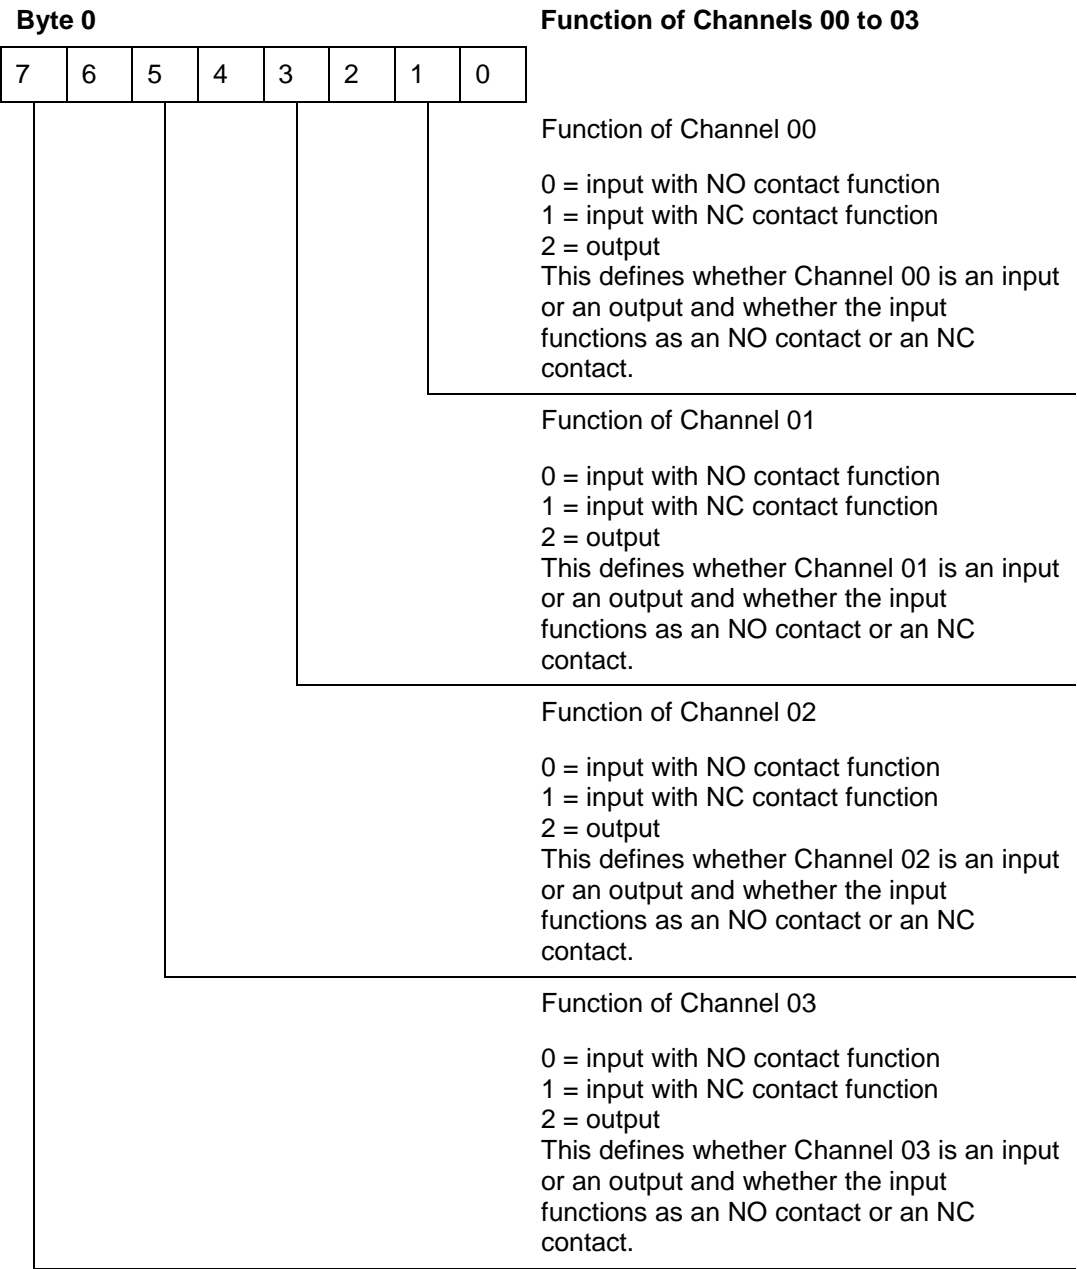 Byte 0
Function of Channels 00 to 03
7 6 5 4 3 2 1 0
Function of Channel 00
0 = input with NO contact function
1 = input with NC contact function
2 = output
This defines whether Channel 00 is an input
or an output and whether the input
functions as an NO contact or an NC
contact.
Function of Channel 01
0 = input with NO contact function
1 = input with NC contact function
2 = output
This defines whether Channel 01 is an input
or an output and whether the input
functions as an NO contact or an NC
contact.
Function of Channel 02
0 = input with NO contact function
1 = input with NC contact function
2 = output
This defines whether Channel 02 is an input
or an output and whether the input
functions as an NO contact or an NC
contact.
Function of Channel 03
0 = input with NO contact function
1 = input with NC contact function
2 = output
This defines whether Channel 03 is an input
or an output and whether the input
functions as an NO contact or an NC
contact.